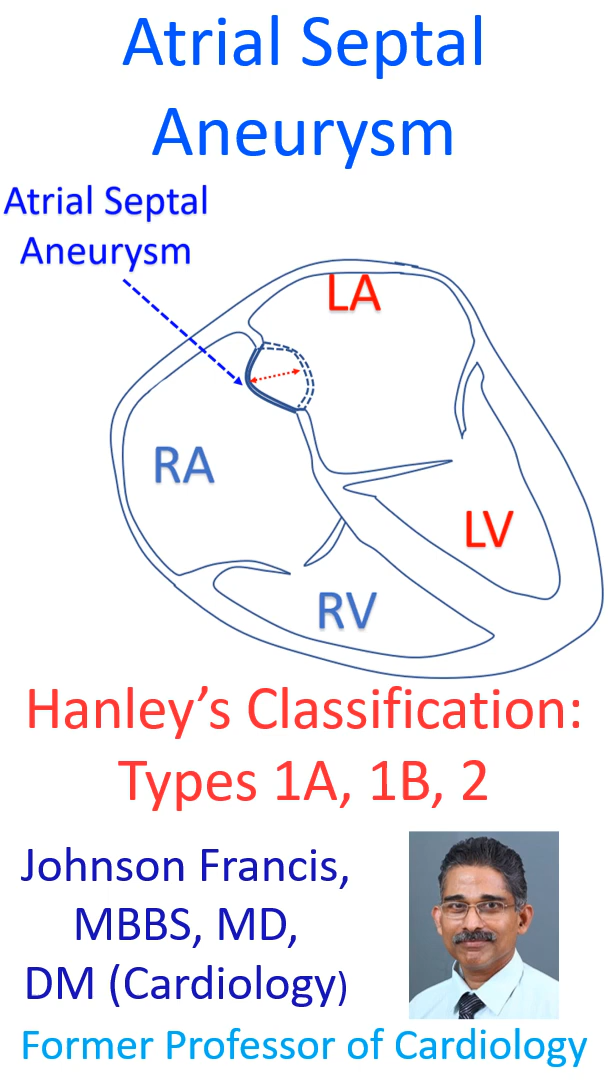 Atrial Septal
Aneurysm
Atrial Septal
Aneurysm
LA
RA
LV
RV
Hanley’s Classification:
Types 1A, 1B, 2
Johnson Francis,
MBBS, MD,
DM (Cardiology)
Former Professor of Cardiology